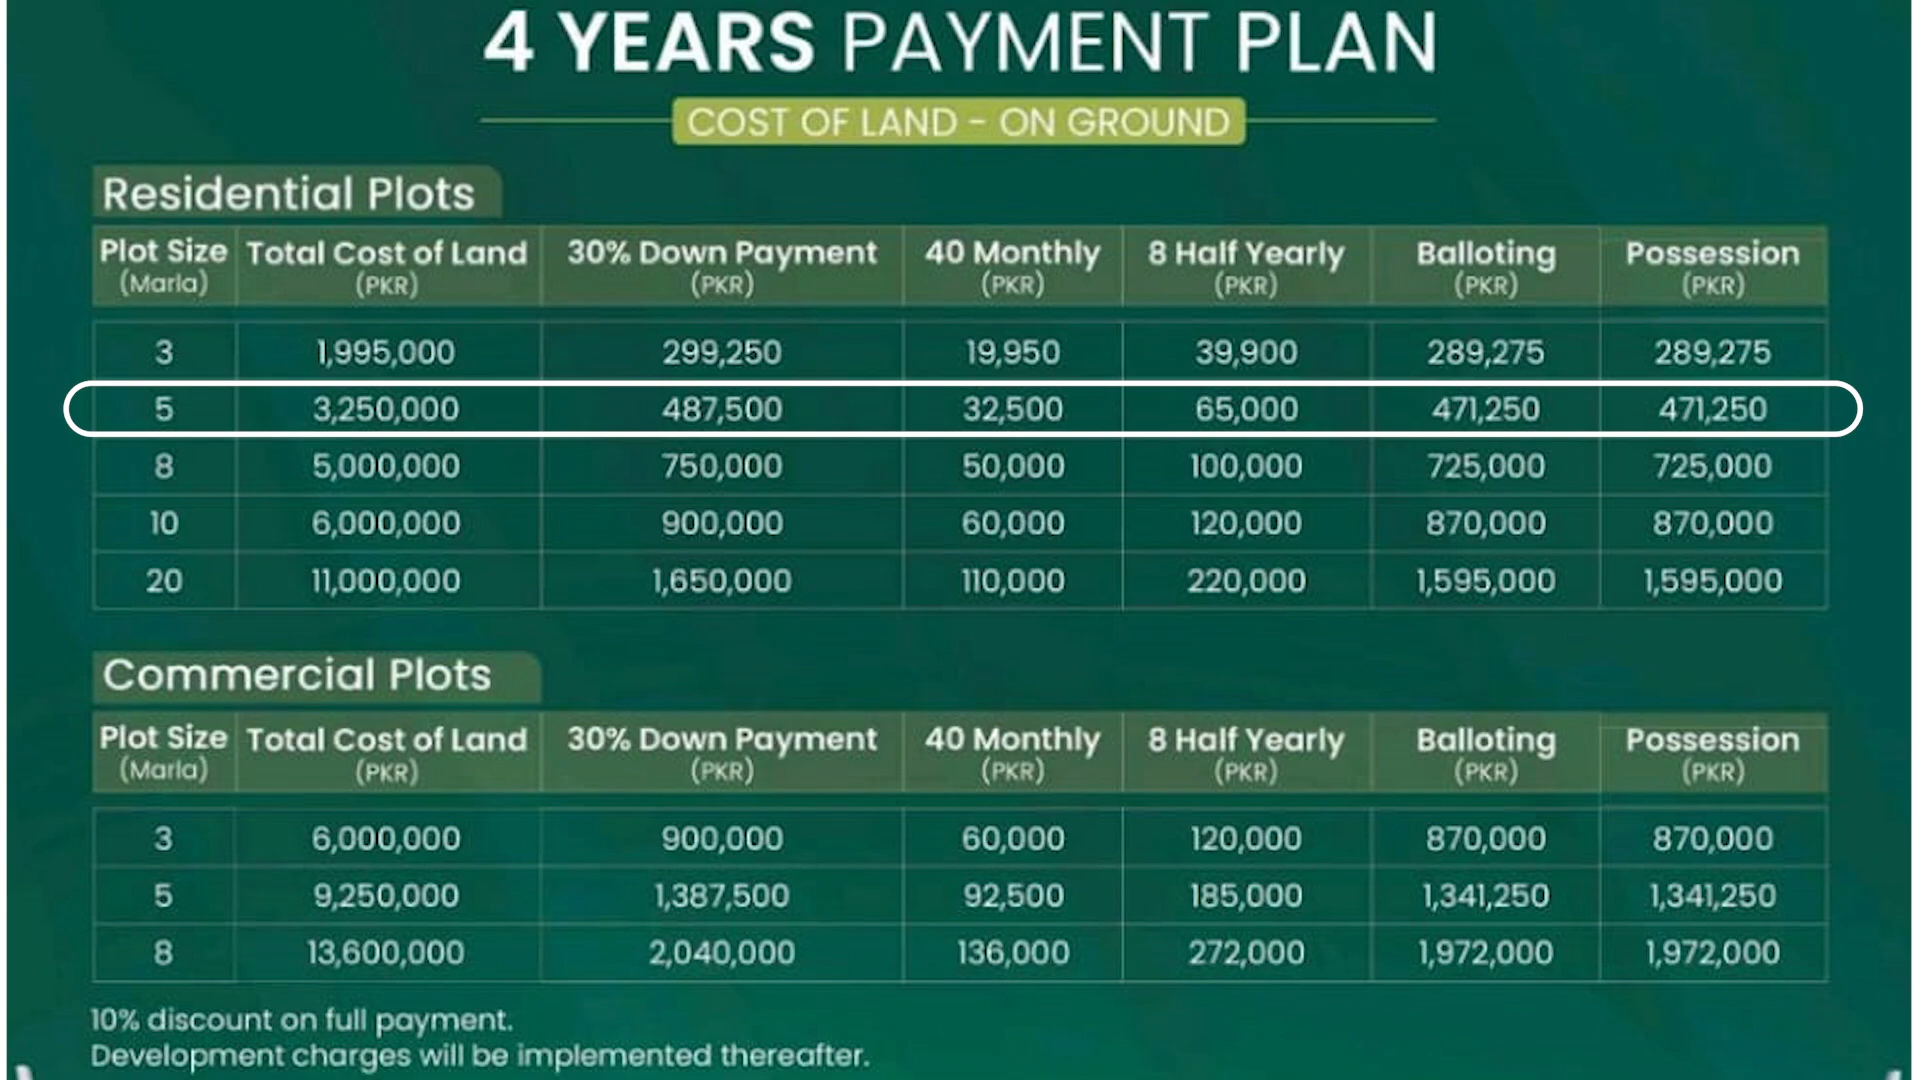 4 YEARS PAYMENT PLAN
COST OF LAND - ON GROUND
Residential Plots
Plot Size (Marla) Total Cost of Land (PKR) 30% Down Payment (PKR) 40 Monthly (PKR) 8 Half Yearly (PKR) Balloting (PKR) Possession (PKR)
3 1,995,000 299,250 19,950 39,900 289,275 289,275
5 3,250,000 487,500 32,500 65,000 471,250 471,250
8 5,000,000 750,000 50,000 100,000 725,000 725,000
10 6,000,000 900,000 60,000 120,000 870,000 870,000
20 11,000,000 1,650,000 110,000 220,000 1,595,000 1,595,000
Commercial Plots
Plot Size (Marla) Total Cost of Land (PKR) 30% Down Payment (PKR) 40 Monthly (PKR) 8 Half Yearly (PKR) Balloting (PKR) Possession (PKR)
3 6,000,000 900,000 60,000 120,000 870,000 870,000
5 9,250,000 1,387,500 92,500 185,000 1,341,250 1,341,250
8 13,600,000 2,040,000 136,000 272,000 1,972,000 1,972,000
10% discount on full payment.
Development charges will be implemented thereafter.